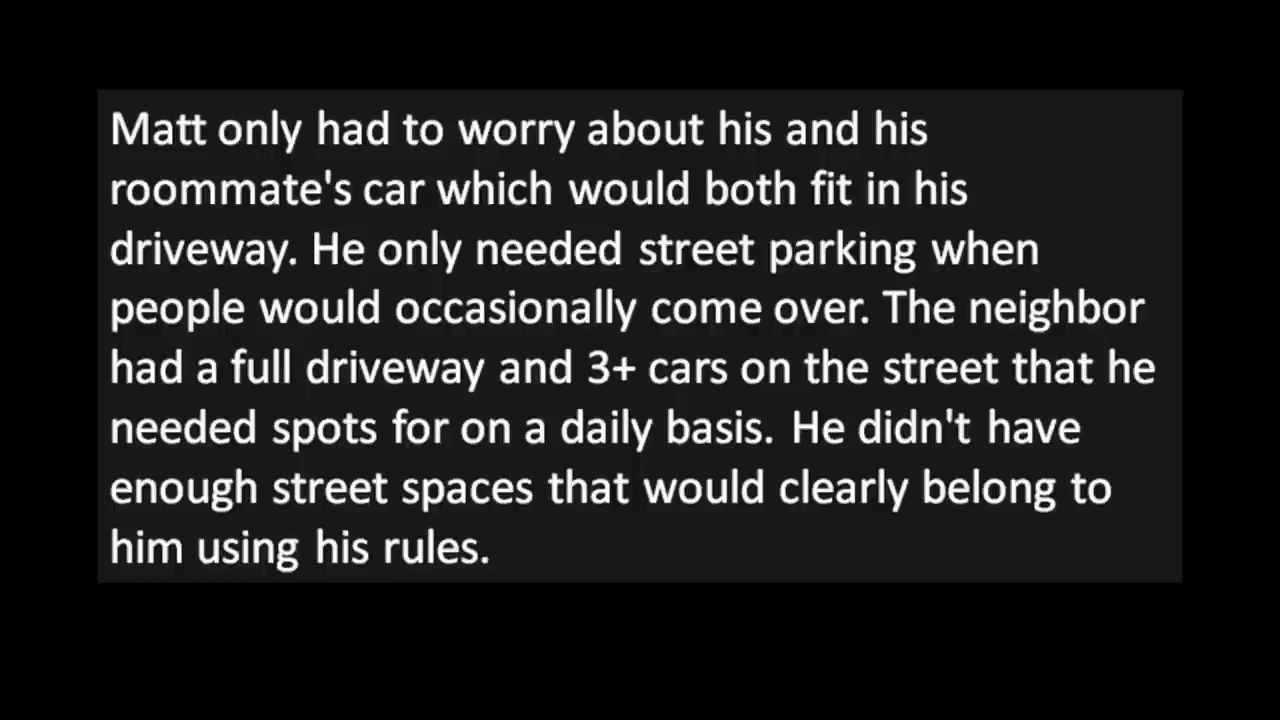 Matt only had to worry about his and his
roommate's car which would both fit in his
driveway. He only needed street parking when
people would occasionally come over. The neighbor
had a full driveway and 3+ cars on the street that he
needed spots for on a daily basis. He didn't have
enough street spaces that would clearly belong to
him using his rules.